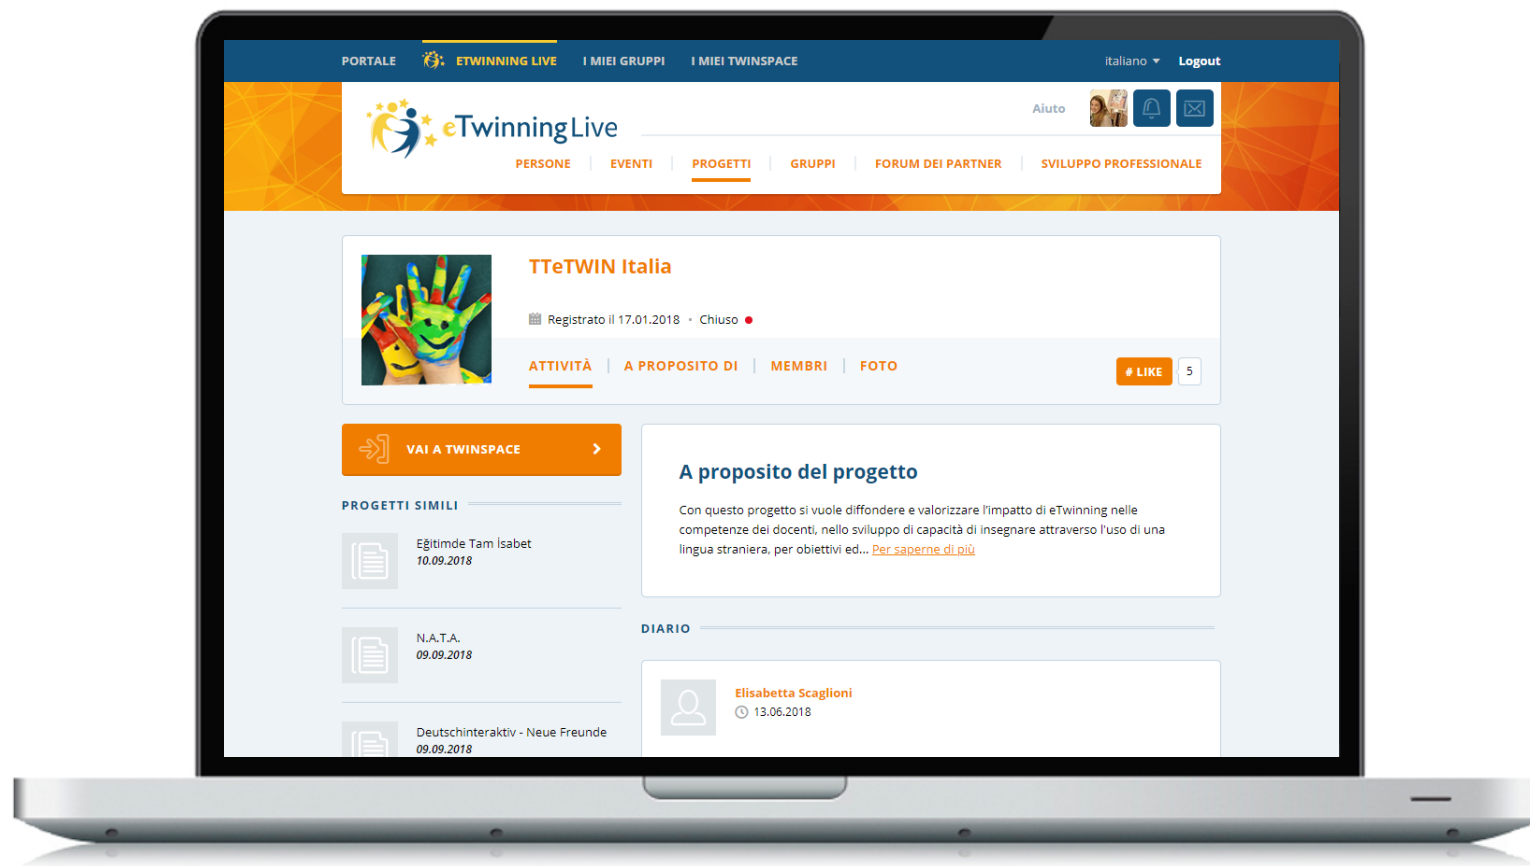 PORTALE ETWINNING LIVE I MIEI GRUPPI I MIEI TWINSPACE italiano Logout
eTwinningLive
Aiuto
PERSONE EVENTI PROGETTI GRUPPI FORUM DEI PARTNER SVILUPPO PROFESSIONALE
TTeTWIN Italia
Registrato il 17.01.2018 • Chiuso
ATTIVITÀ A PROPOSITO DI MEMBRI FOTO
# LIKE 5
VAI A TWINSPACE
PROGETTI SIMILI
Eğitimde Tam İsabet
10.09.2018
N.A.T.A.
09.09.2018
Deutschinteraktiv - Neue Freunde
09.09.2018
A proposito del progetto
Con questo progetto si vuole diffondere e valorizzare l'impatto di eTwinning nelle
competenze dei docenti, nello sviluppo di capacità di insegnare attraverso l'uso di una
lingua straniera, per obiettivi ed... Per saperne di più
DIARIO
Elisabetta Scaglioni
13.06.2018